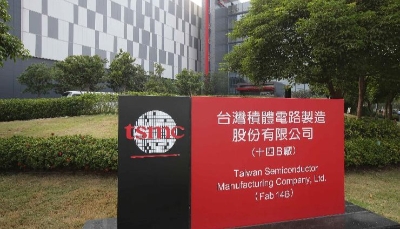 tsmc
台灣積體電路製造
股份有限公司
(十四B廠)
Taiwan Semiconductor
Manufacturing Company, Ltd.
(Fab 14B)